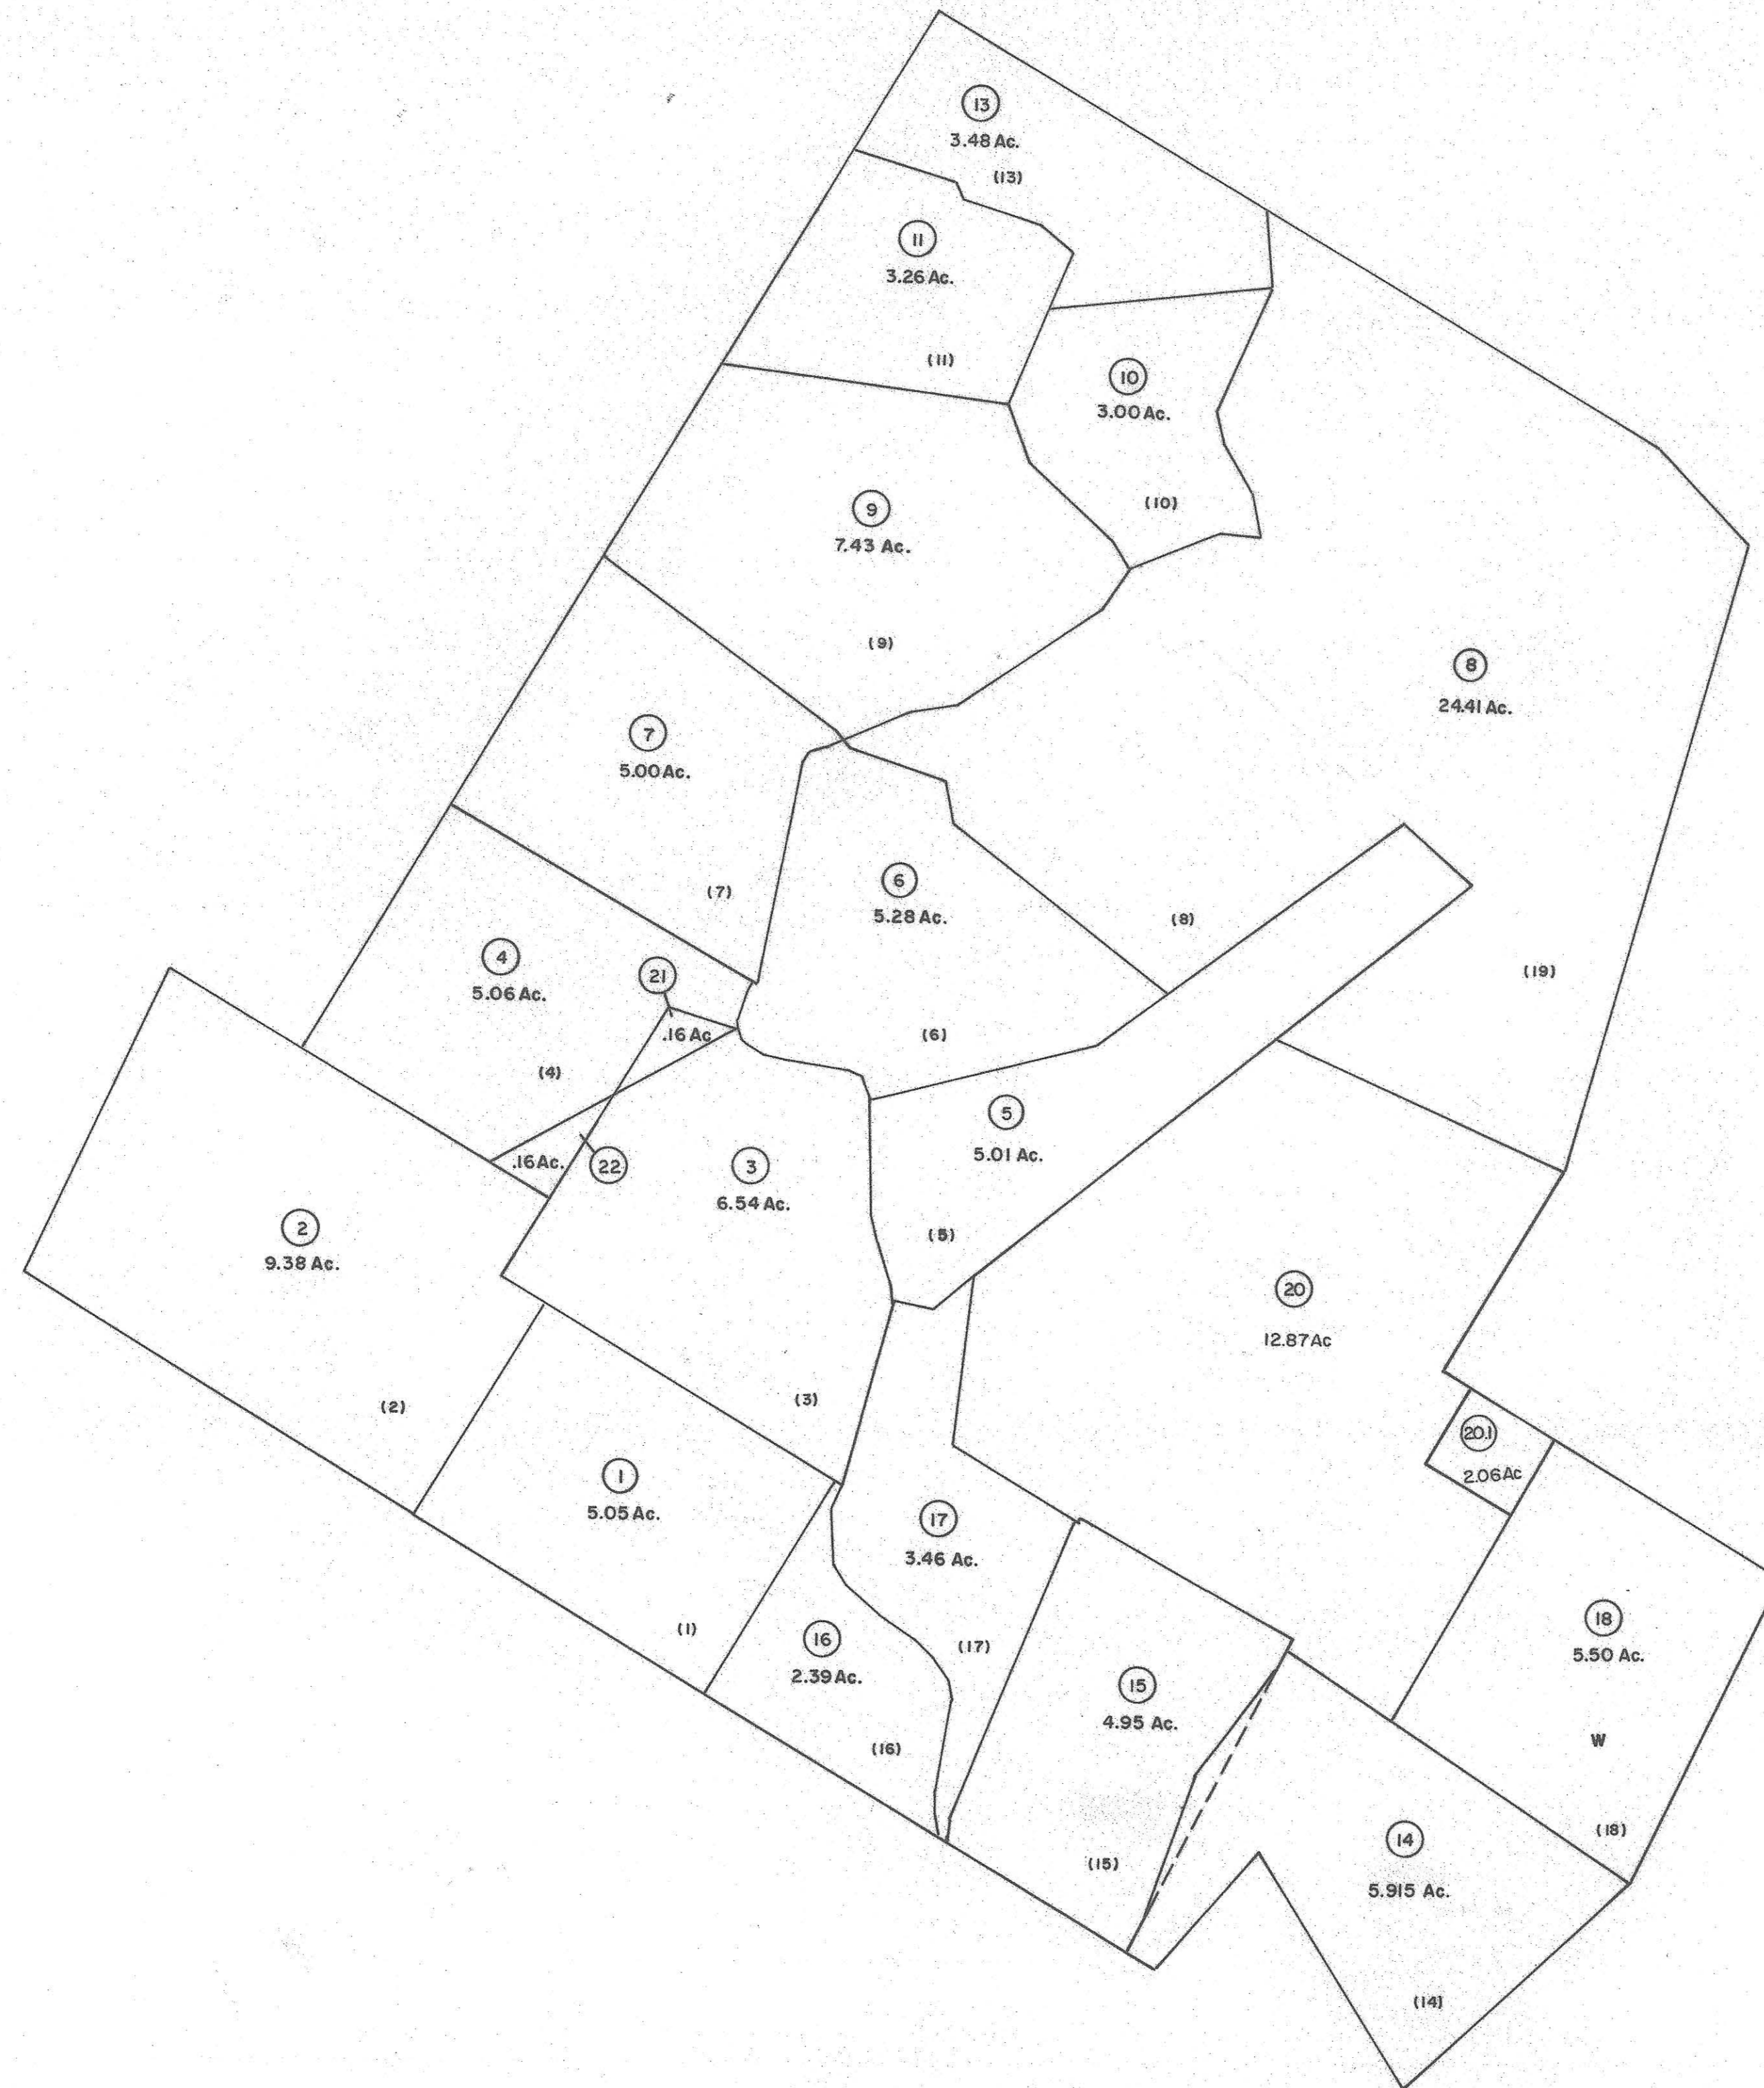 13
3.48 Ac.
(13)
11
3.26 Ac.
(11)
10
3.00 Ac.
(10)
9
7.43 Ac.
(9)
8
24.41 Ac.
7
5.00 Ac.
(7)
6
5.28 Ac.
(8)
4
5.06 Ac.
21
.16 Ac
(19)
(6)
(4)
5
5.01 Ac.
.16 Ac.
22
3
6.54 Ac.
2
9.38 Ac.
(5)
20
12.87 Ac
(3)
(2)
20.1
2.06 Ac
1
5.05 Ac.
17
3.46 Ac.
(1)
16
2.39 Ac.
(17)
18
5.50 Ac.
15
4.95 Ac.
W
(16)
(18)
14
5.915 Ac.
(15)
(14)